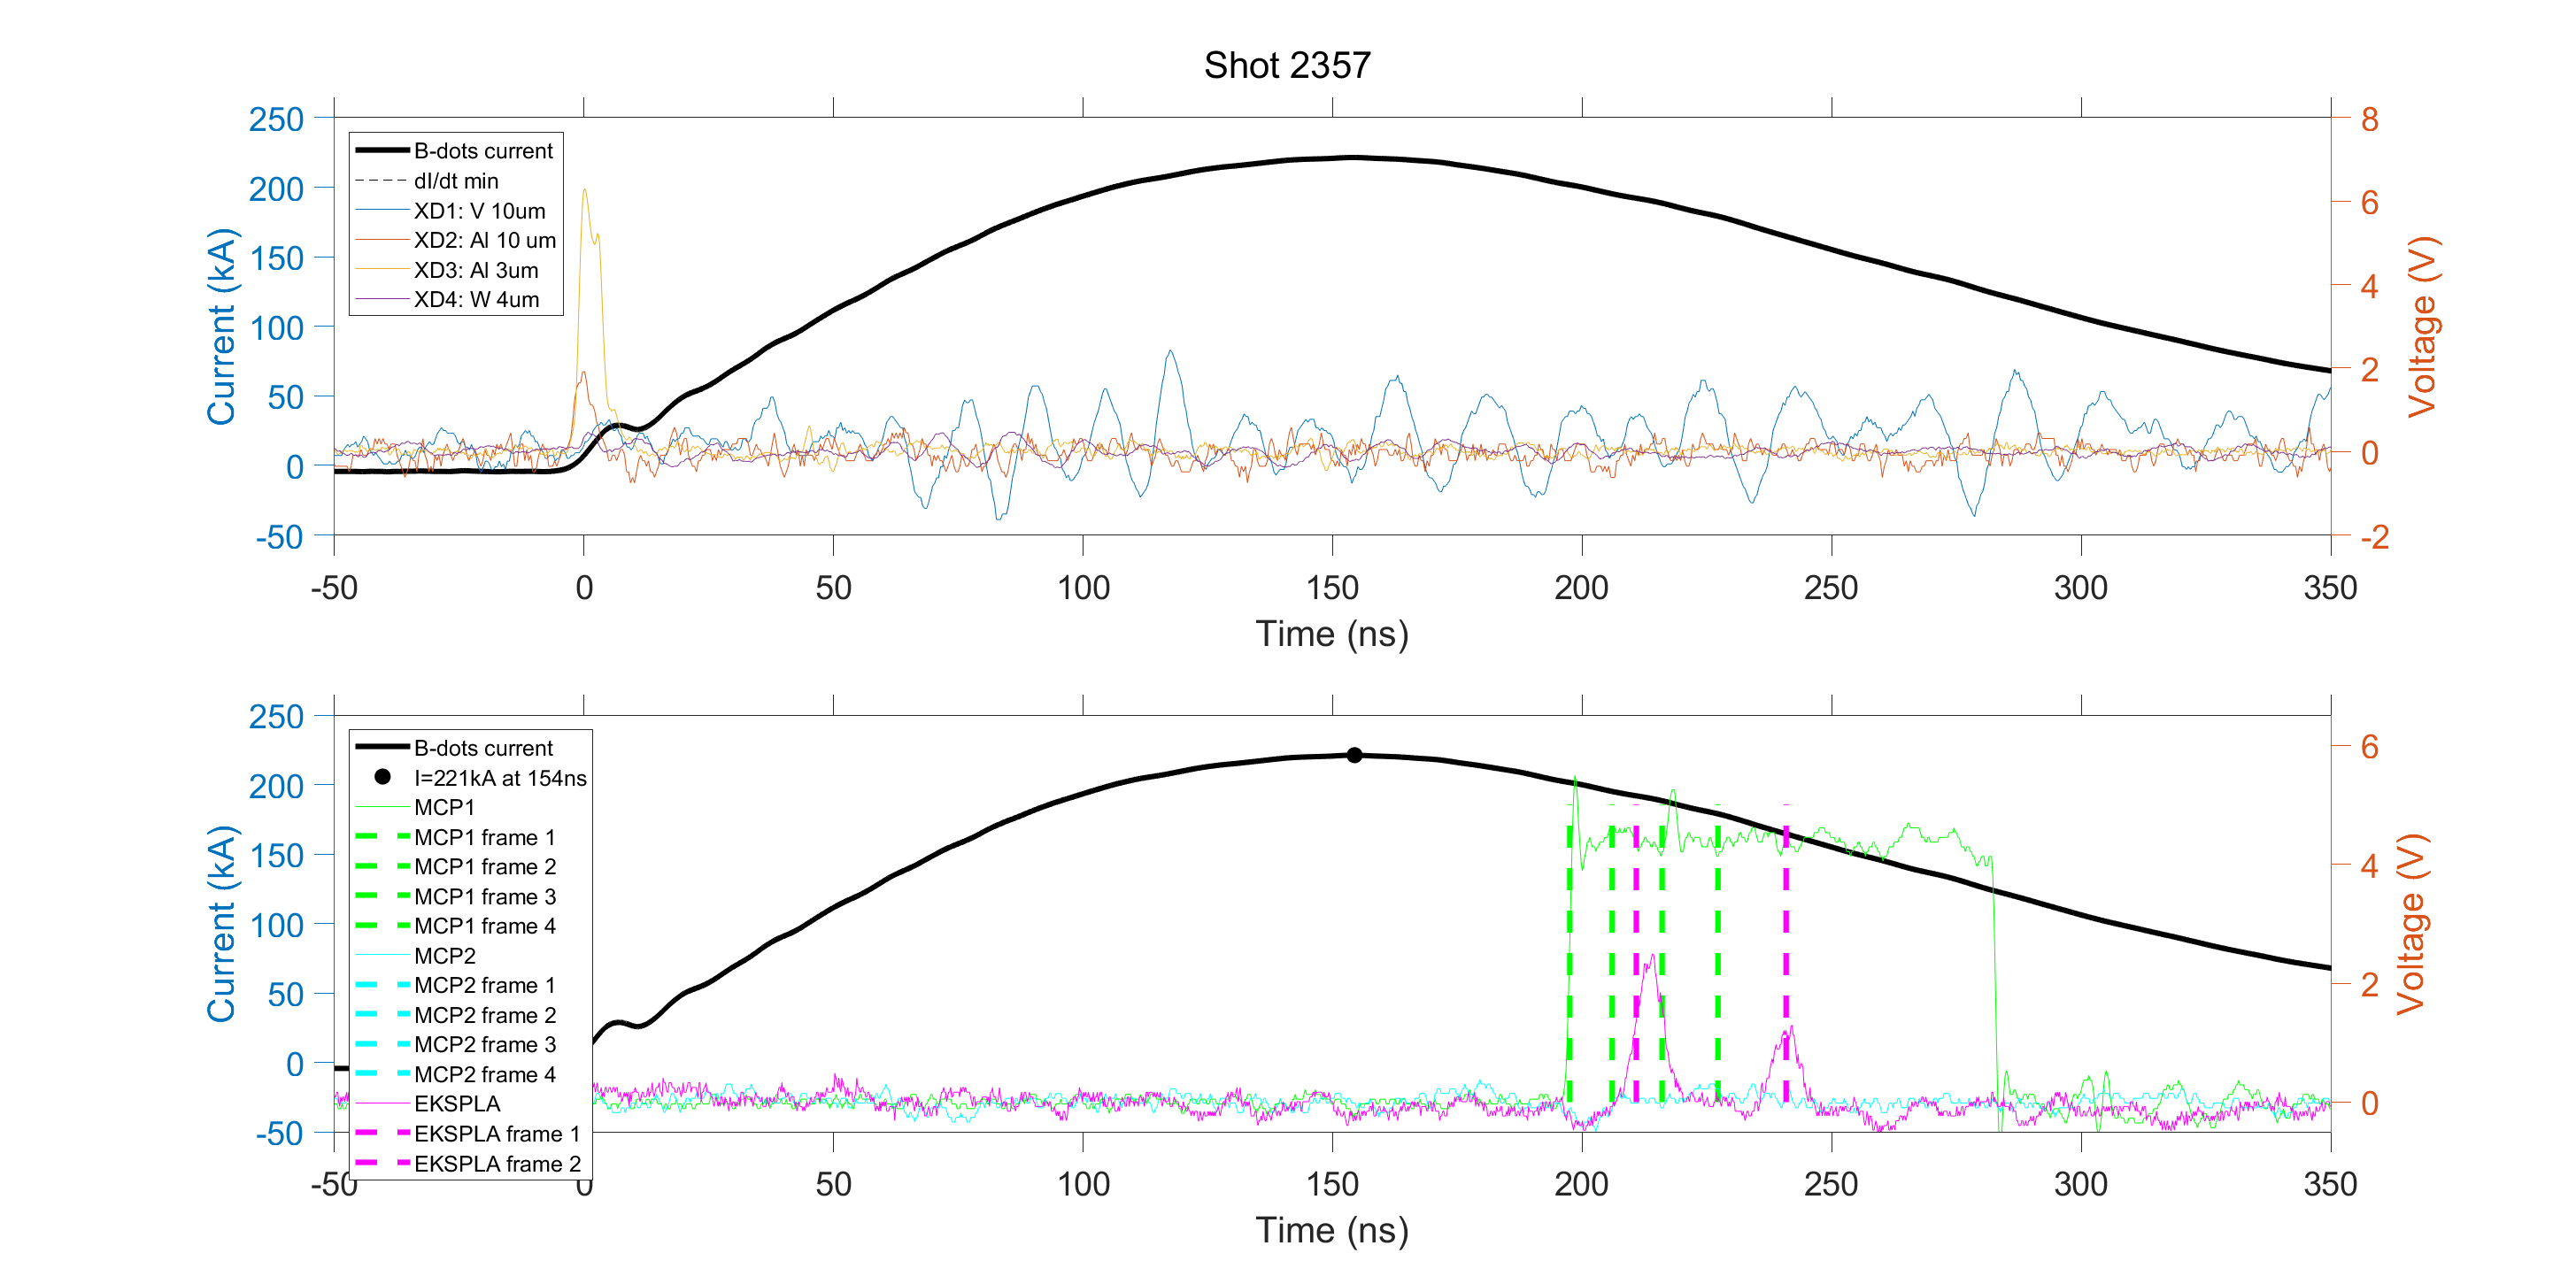 Shot 2357
250
200
150
100
50
0
-50
Current (kA)
B-dots current
dI/dt min
XD1: V 10um
XD2: Al 10 um
XD3: Al 3um
XD4: W 4um
8
6
4
2
0
-2
Voltage (V)
-50 0 50 100 150 200 250 300 350
Time (ns)
250
200
150
100
50
0
-50
Current (kA)
B-dots current
I=221kA at 154ns
MCP1
MCP1 frame 1
MCP1 frame 2
MCP1 frame 3
MCP1 frame 4
MCP2
MCP2 frame 1
MCP2 frame 2
MCP2 frame 3
MCP2 frame 4
EKSPLA
EKSPLA frame 1
EKSPLA frame 2
6
4
2
0
Voltage (V)
-50 0 50 100 150 200 250 300 350
Time (ns)